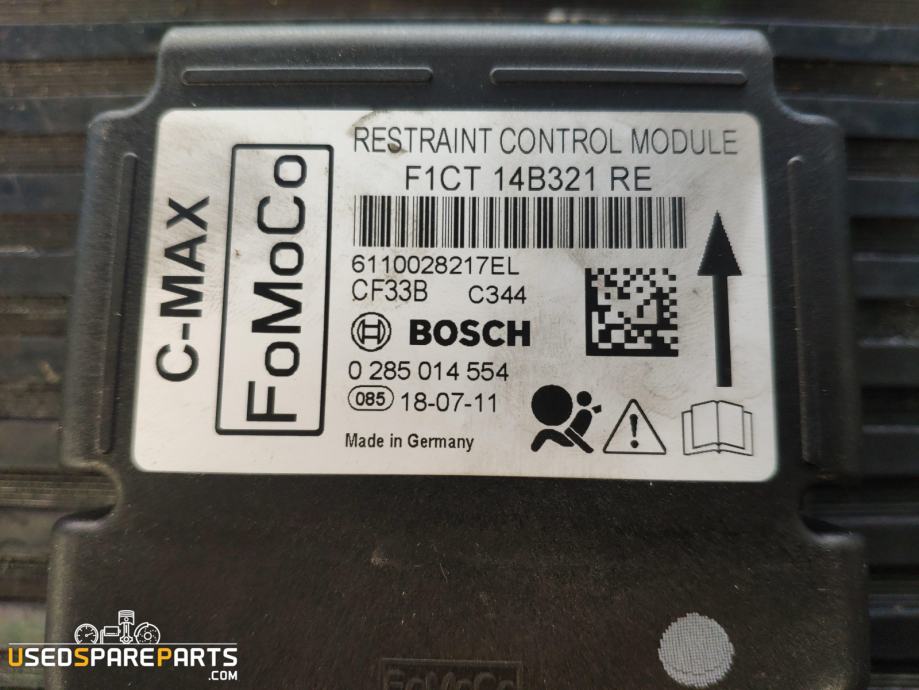 RESTRAINT CONTROL MODULE
F1CT 14B321 RE
C-MAX
FoMoCo
6110028217EL
CF33B C344
BOSCH
0 285 014 554
085 18-07-11
Made in Germany
FoMoCo
USEDSPAREPARTS
.COM